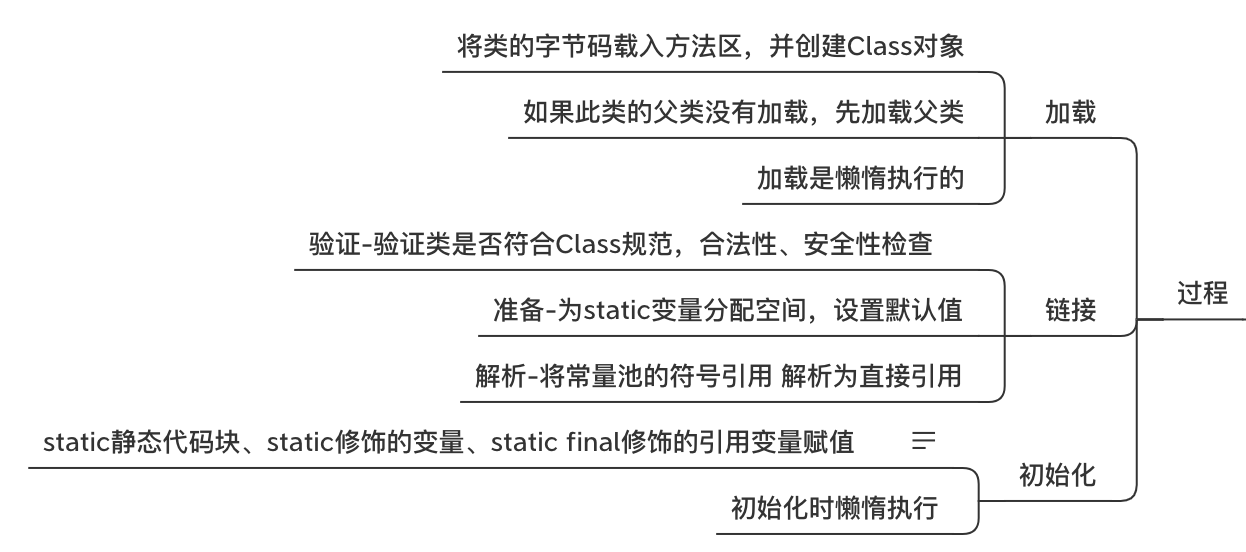 将类的字节码载入方法区，并创建Class对象
如果此类的父类没有加载，先加载父类
加载
加载是懒惰执行的
验证-验证类是否符合Class规范，合法性、安全性检查
过程
准备-为static变量分配空间，设置默认值
链接
解析-将常量池的符号引用 解析为直接引用
static静态代码块、static修饰的变量、static final修饰的引用变量赋值
初始化
初始化时懒惰执行